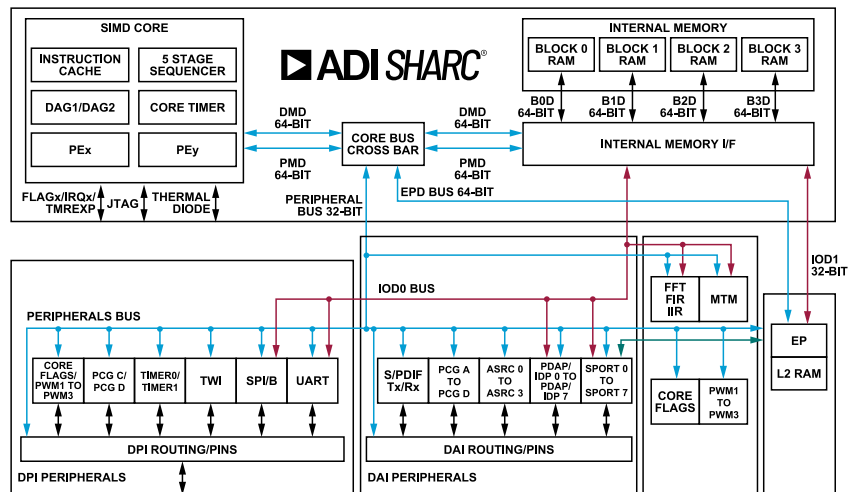 SIMD CORE
INSTRUCTION
CACHE
5 STAGE
SEQUENCER
DAG1/DAG2
CORE TIMER
PEx
PEy
FLAGx/IRQx/
TMREXP
JTAG
THERMAL
DIODE
ADI SHARC®
DMD
64-BIT
PMD
64-BIT
CORE BUS
CROSS BAR
DMD
64-BIT
PMD
64-BIT
INTERNAL MEMORY
BLOCK 0
RAM
BLOCK 1
RAM
BLOCK 2
RAM
BLOCK 3
RAM
B0D
64-BIT
B1D
64-BIT
B2D
64-BIT
B3D
64-BIT
INTERNAL MEMORY I/F
PERIPHERAL
BUS 32-BIT
EPD BUS 64-BIT
IOD1
32-BIT
IOD0 BUS
PERIPHERALS BUS
CORE
FLAGS/
PWM1 TO
PWM3
PCG C/
PCG D
TIMER0/
TIMER1
TWI
SPI/B
UART
DPI ROUTING/PINS
DPI PERIPHERALS
S/PDIF
Tx/Rx
PCG A
TO
PCG D
ASRC 0
TO
ASRC 3
PDAP/
IDP 0 TO
PDAP/
IDP 7
SPORT 0
TO
SPORT 7
DAI ROUTING/PINS
DAI PERIPHERALS
FFT
FIR
IIR
MTM
CORE
FLAGS
PWM1
TO
PWM3
EP
L2 RAM